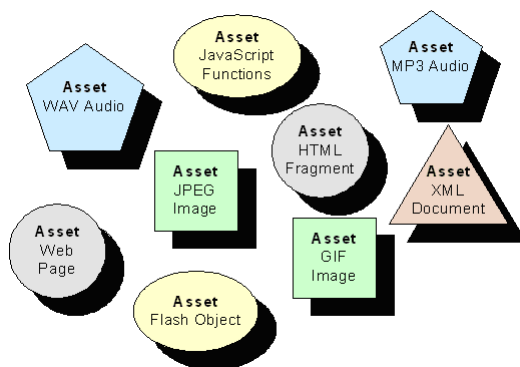 Asset
JavaScript
Functions
Asset
MP3 Audio
Asset
WAV Audio
Asset
HTML
Fragment
Asset
JPEG
Image
Asset
XML
Document
Asset
Web
Page
Asset
GIF
Image
Asset
Flash Object